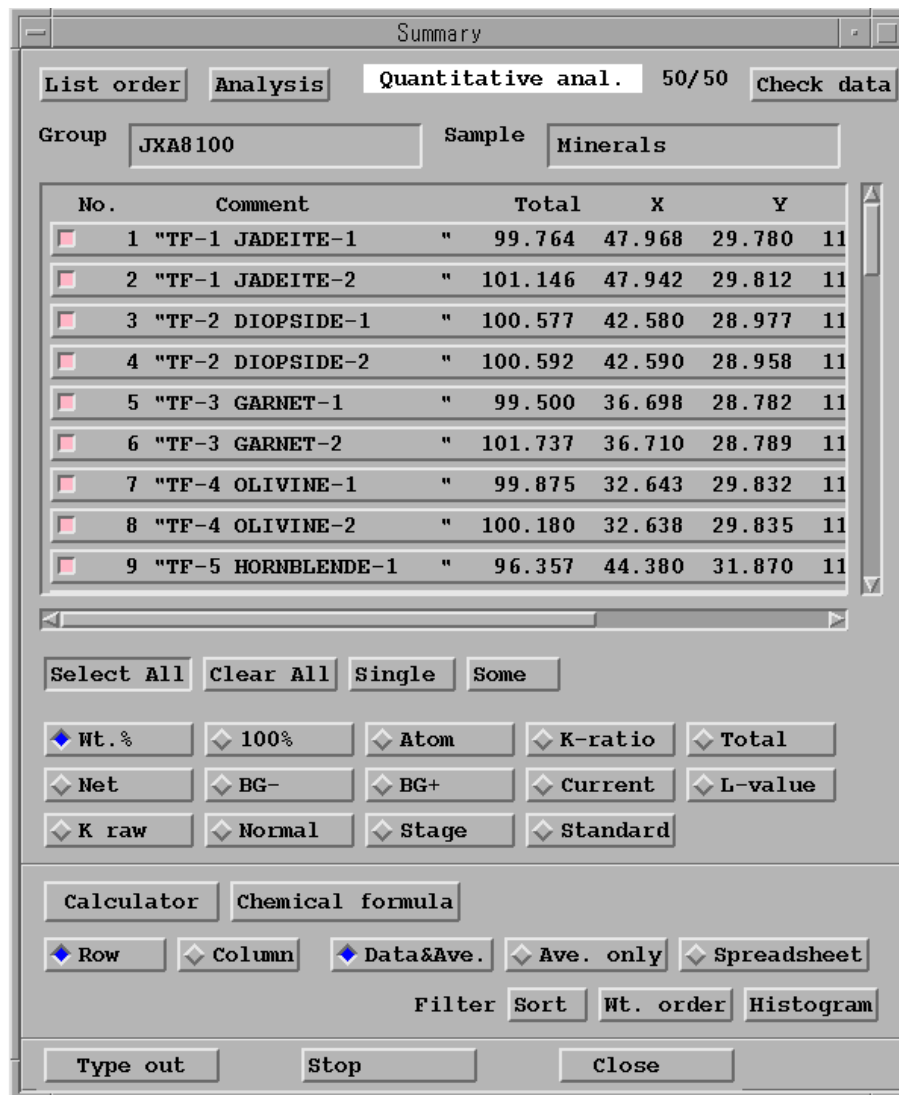 Summary
List order Analysis Quantitative anal. 50/50 Check data
Group JXA8100 Sample Minerals
No. Comment Total X Y
1 "TF-1 JADEITE-1 " 99.764 47.968 29.780 11
2 "TF-1 JADEITE-2 " 101.146 47.942 29.812 11
3 "TF-2 DIOPSIDE-1 " 100.577 42.580 28.977 11
4 "TF-2 DIOPSIDE-2 " 100.592 42.590 28.958 11
5 "TF-3 GARNET-1 " 99.500 36.698 28.782 11
6 "TF-3 GARNET-2 " 101.737 36.710 28.789 11
7 "TF-4 OLIVINE-1 " 99.875 32.643 29.832 11
8 "TF-4 OLIVINE-2 " 100.180 32.638 29.835 11
9 "TF-5 HORNBLENDE-1 " 96.357 44.380 31.870 11
Select All Clear All Single Some
Wt.% 100% Atom K-ratio Total
Net BG- BG+ Current L-value
K raw Normal Stage Standard
Calculator Chemical formula
Row Column Data&Ave. Ave. only Spreadsheet
Filter Sort Wt. order Histogram
Type out Stop Close